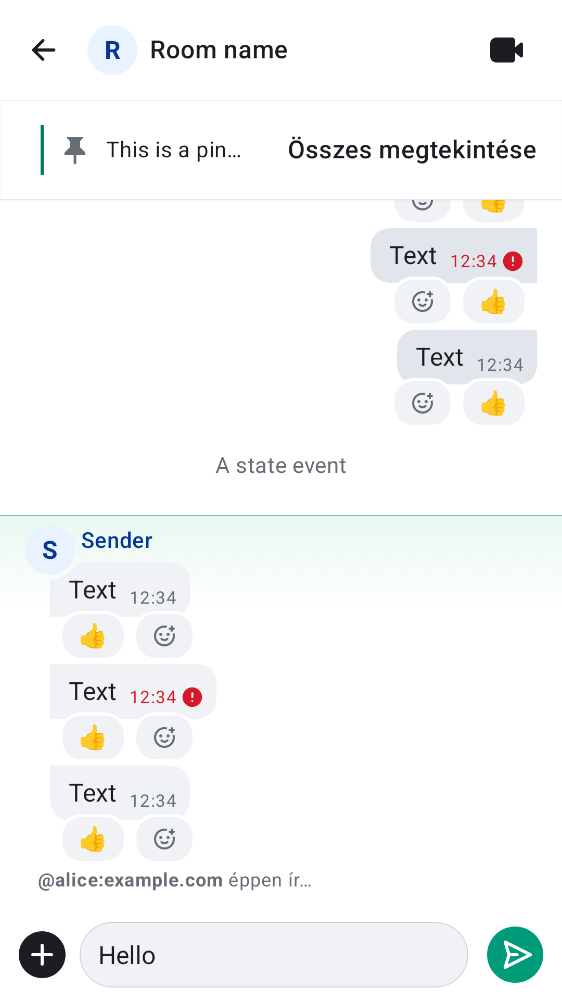 R Room name
This is a pin… Összes megtekintése
Text 12:34
Text 12:34
A state event
S Sender
Text 12:34
Text 12:34
Text 12:34
@alice:example.com éppen ír…
Hello